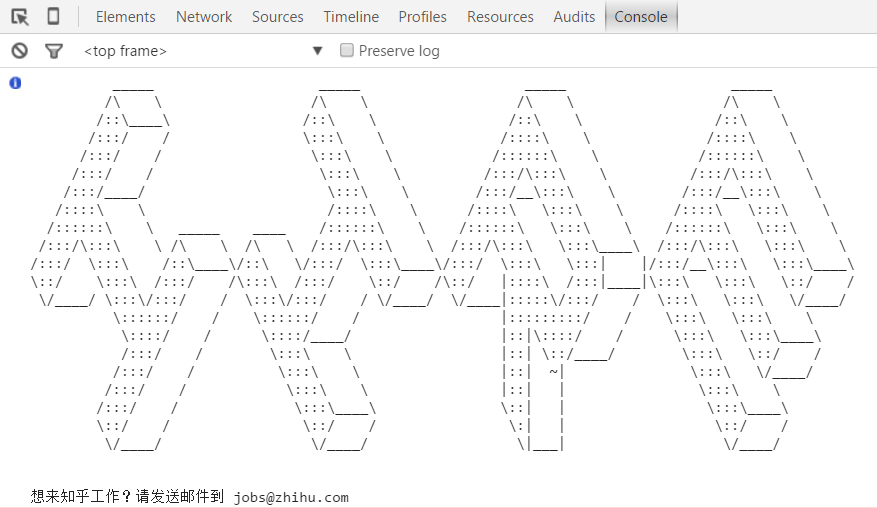 Elements Network Sources Timeline Profiles Resources Audits Console
<top frame> ▼ Preserve log
想来知乎工作？请发送邮件到 jobs@zhihu.com